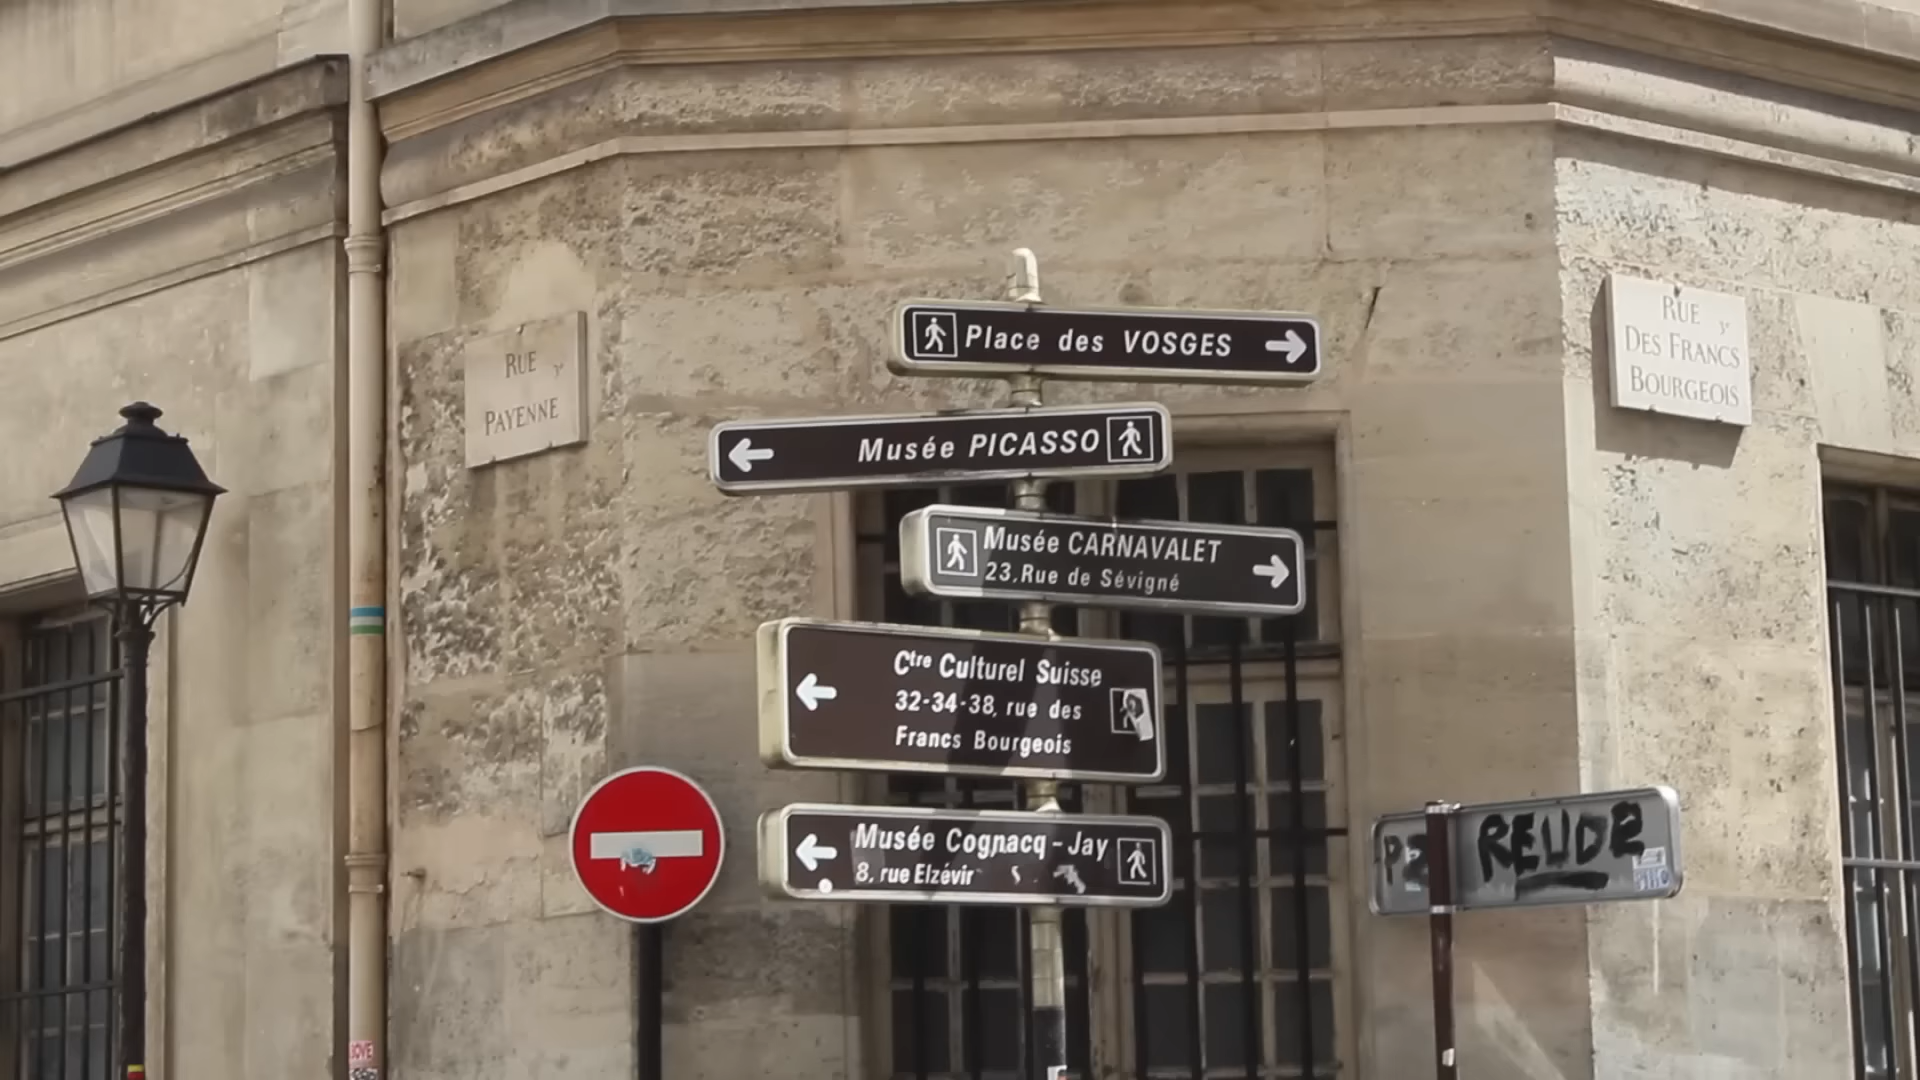 Place des VOSGES
Musée PICASSO
Musée CARNAVALET
23, Rue de Sévigné
Ctre Culturel Suisse
32-34-38, rue des
Francs Bourgeois
Musée Cognacq-Jay
8, rue Elzévir
RUE 3e
PAYENNE
RUE 3e
DES FRANCS
BOURGEOIS
REUDE